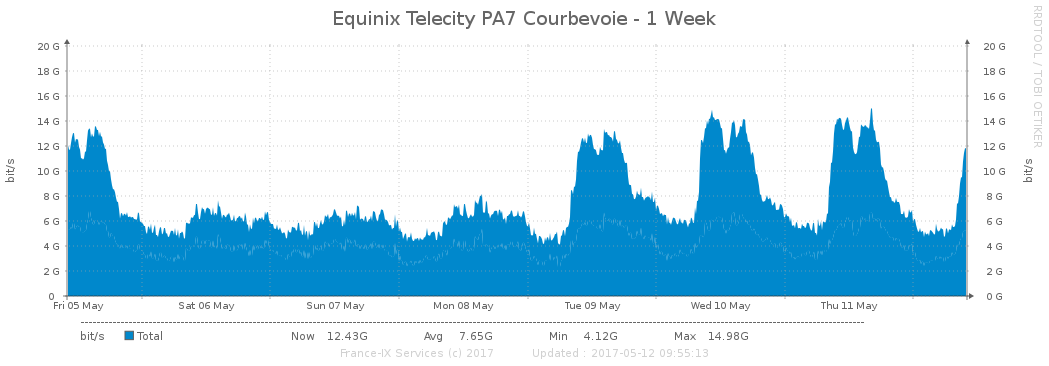 Equinix Telecity PA7 Courbevoie - 1 Week
RRDTOOL / TOBI OETIKER
20 G 20 G
18 G 18 G
16 G 16 G
14 G 14 G
12 G 12 G
10 G 10 G
8 G 8 G
6 G 6 G
4 G 4 G
2 G 2 G
0 0 G
bit/s
bit/s
Fri 05 May Sat 06 May Sun 07 May Mon 08 May Tue 09 May Wed 10 May Thu 11 May
bit/s Total Now 12.43G Avg 7.65G Min 4.12G Max 14.98G
France-IX Services (c) 2017 Updated : 2017-05-12 09:55:13